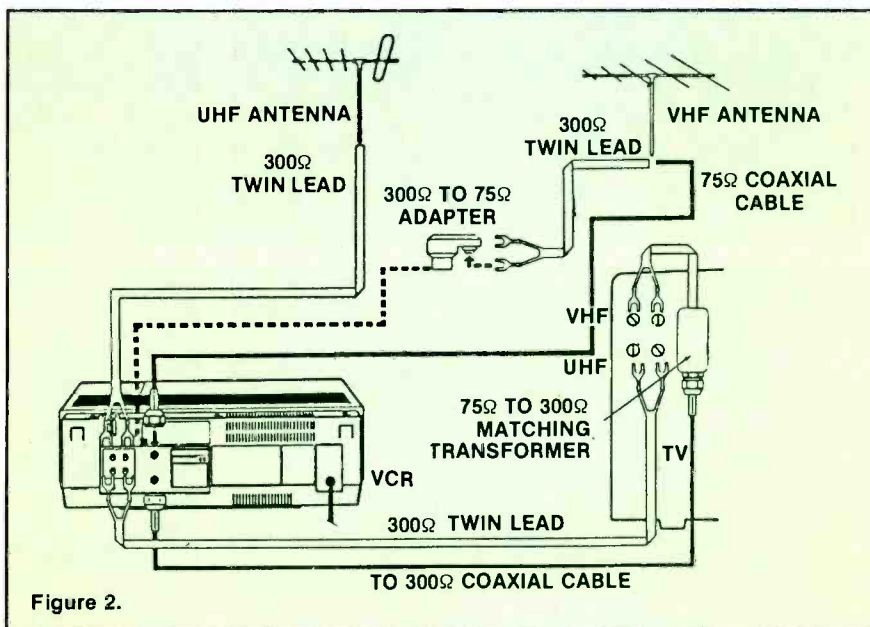 UHF ANTENNA
VHF ANTENNA
300Ω
TWIN LEAD
300Ω
TWIN LEAD
75Ω COAXIAL
CABLE
300Ω TO 75Ω
ADAPTER
VHF
UHF
75Ω TO 300Ω
MATCHING
TRANSFORMER
TV
VCR
300Ω TWIN LEAD
TO 300Ω COAXIAL CABLE
Figure 2.